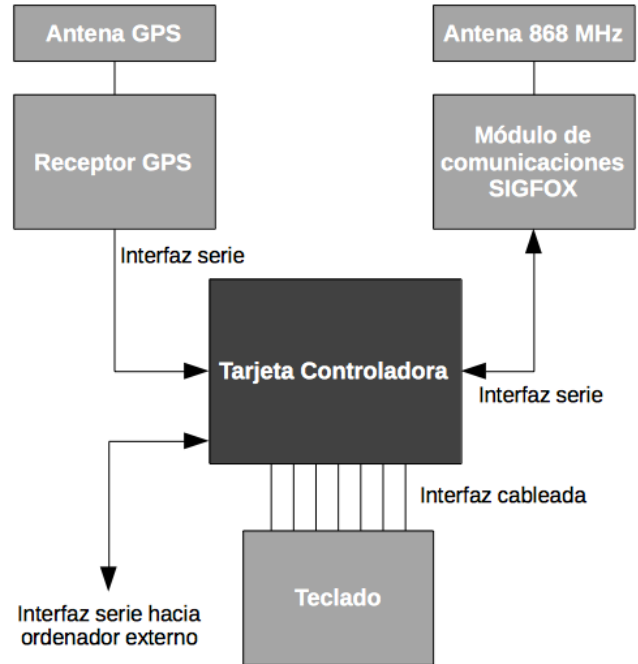 Antena GPS
Antena 868 MHz
Receptor GPS
Módulo de
comunicaciones
SIGFOX
Interfaz serie
Tarjeta Controladora
Interfaz serie
Interfaz cableada
Teclado
Interfaz serie hacia
ordenador externo